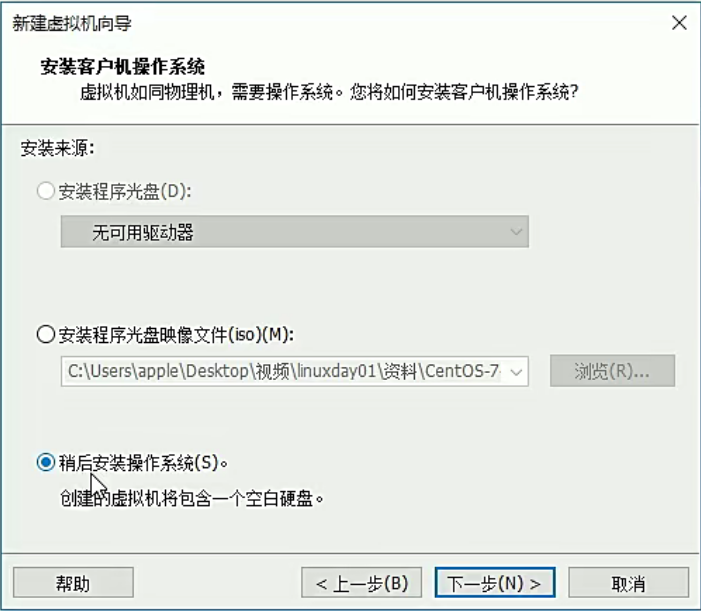 新建虚拟机向导
安装客户机操作系统
虚拟机如同物理机，需要操作系统。您将如何安装客户机操作系统?
安装来源:
安装程序光盘(D):
无可用驱动器
安装程序光盘映像文件(iso)(M):
C:\Users\apple\Desktop\视频\linuxday01\资料\CentOS-7-
浏览(R)...
稍后安装操作系统(S)。
创建的虚拟机将包含一个空白硬盘。
帮助
< 上一步(B)
下一步(N) >
取消